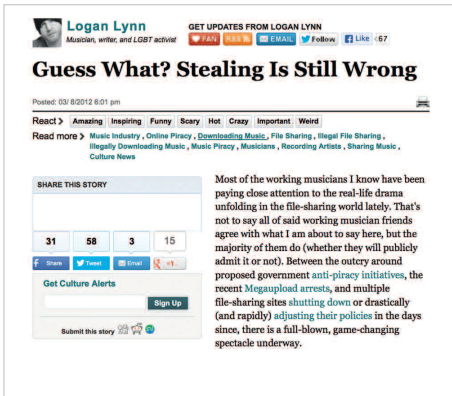 Logan Lynn
Musician, writer, and LGBT activist
GET UPDATES FROM LOGAN LYNN
FAN
RSS
EMAIL
Follow
Like
67
Guess What? Stealing Is Still Wrong
Posted: 03/ 8/2012 6:01 pm
React > Amazing Inspiring Funny Scary Hot Crazy Important Weird
Read more > Music Industry , Online Piracy , Downloading Music , File Sharing , Illegal File Sharing ,
Illegally Downloading Music , Music Piracy , Musicians , Recording Artists , Sharing Music ,
Culture News
SHARE THIS STORY
31 58 3 15
Share Tweet Email +1
Get Culture Alerts
Sign Up
Submit this story
Most of the working musicians I know have been
paying close attention to the real-life drama
unfolding in the file-sharing world lately. That's
not to say all of said working musician friends
agree with what I am about to say here, but the
majority of them do (whether they will publicly
admit it or not). Between the outcry around
proposed government anti-piracy initiatives, the
recent Megaupload arrests, and multiple
file-sharing sites shutting down or drastically
(and rapidly) adjusting their policies in the days
since, there is a full-blown, game-changing
spectacle underway.